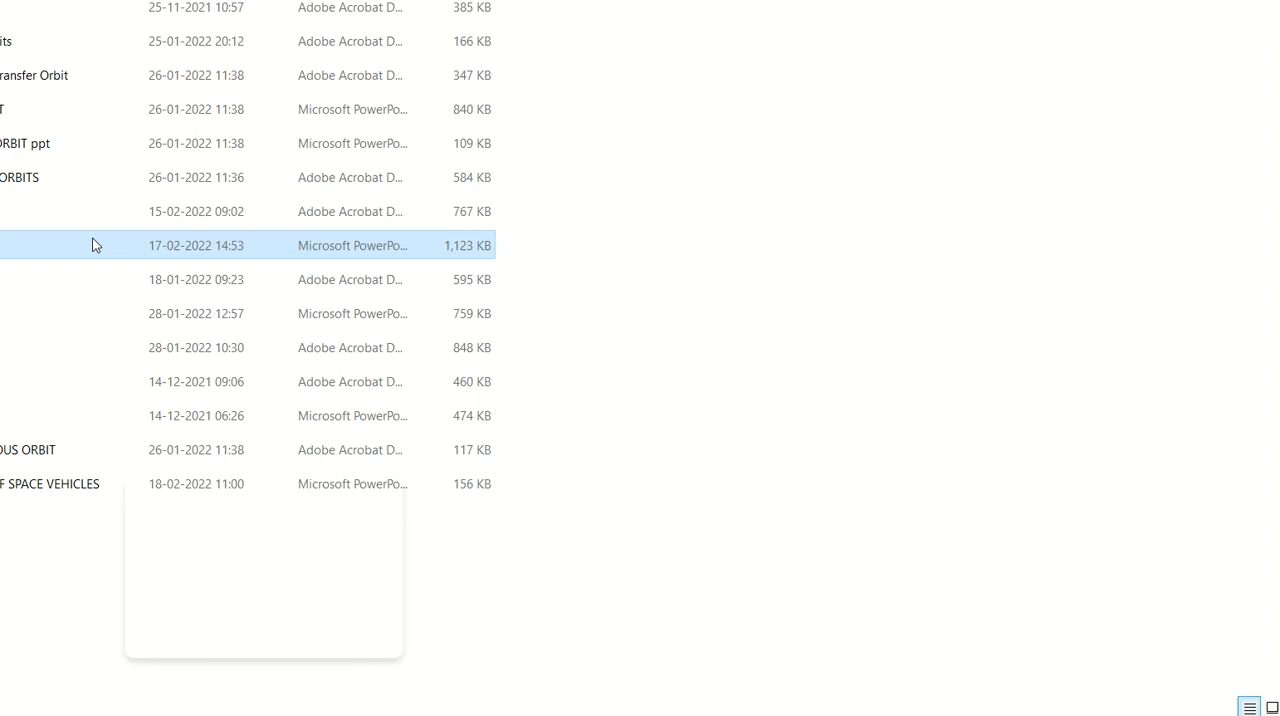 25-11-2021 10:57 Adobe Acrobat D... 385 KB
its 25-01-2022 20:12 Adobe Acrobat D... 166 KB
ransfer Orbit 26-01-2022 11:38 Adobe Acrobat D... 347 KB
T 26-01-2022 11:38 Microsoft PowerPo... 840 KB
ORBIT ppt 26-01-2022 11:38 Microsoft PowerPo... 109 KB
ORBITS 26-01-2022 11:36 Adobe Acrobat D... 584 KB
15-02-2022 09:02 Adobe Acrobat D... 767 KB
17-02-2022 14:53 Microsoft PowerPo... 1,123 KB
18-01-2022 09:23 Adobe Acrobat D... 595 KB
28-01-2022 12:57 Microsoft PowerPo... 759 KB
28-01-2022 10:30 Adobe Acrobat D... 848 KB
14-12-2021 09:06 Adobe Acrobat D... 460 KB
14-12-2021 06:26 Microsoft PowerPo... 474 KB
OUS ORBIT 26-01-2022 11:38 Adobe Acrobat D... 117 KB
F SPACE VEHICLES 18-02-2022 11:00 Microsoft PowerPo... 156 KB